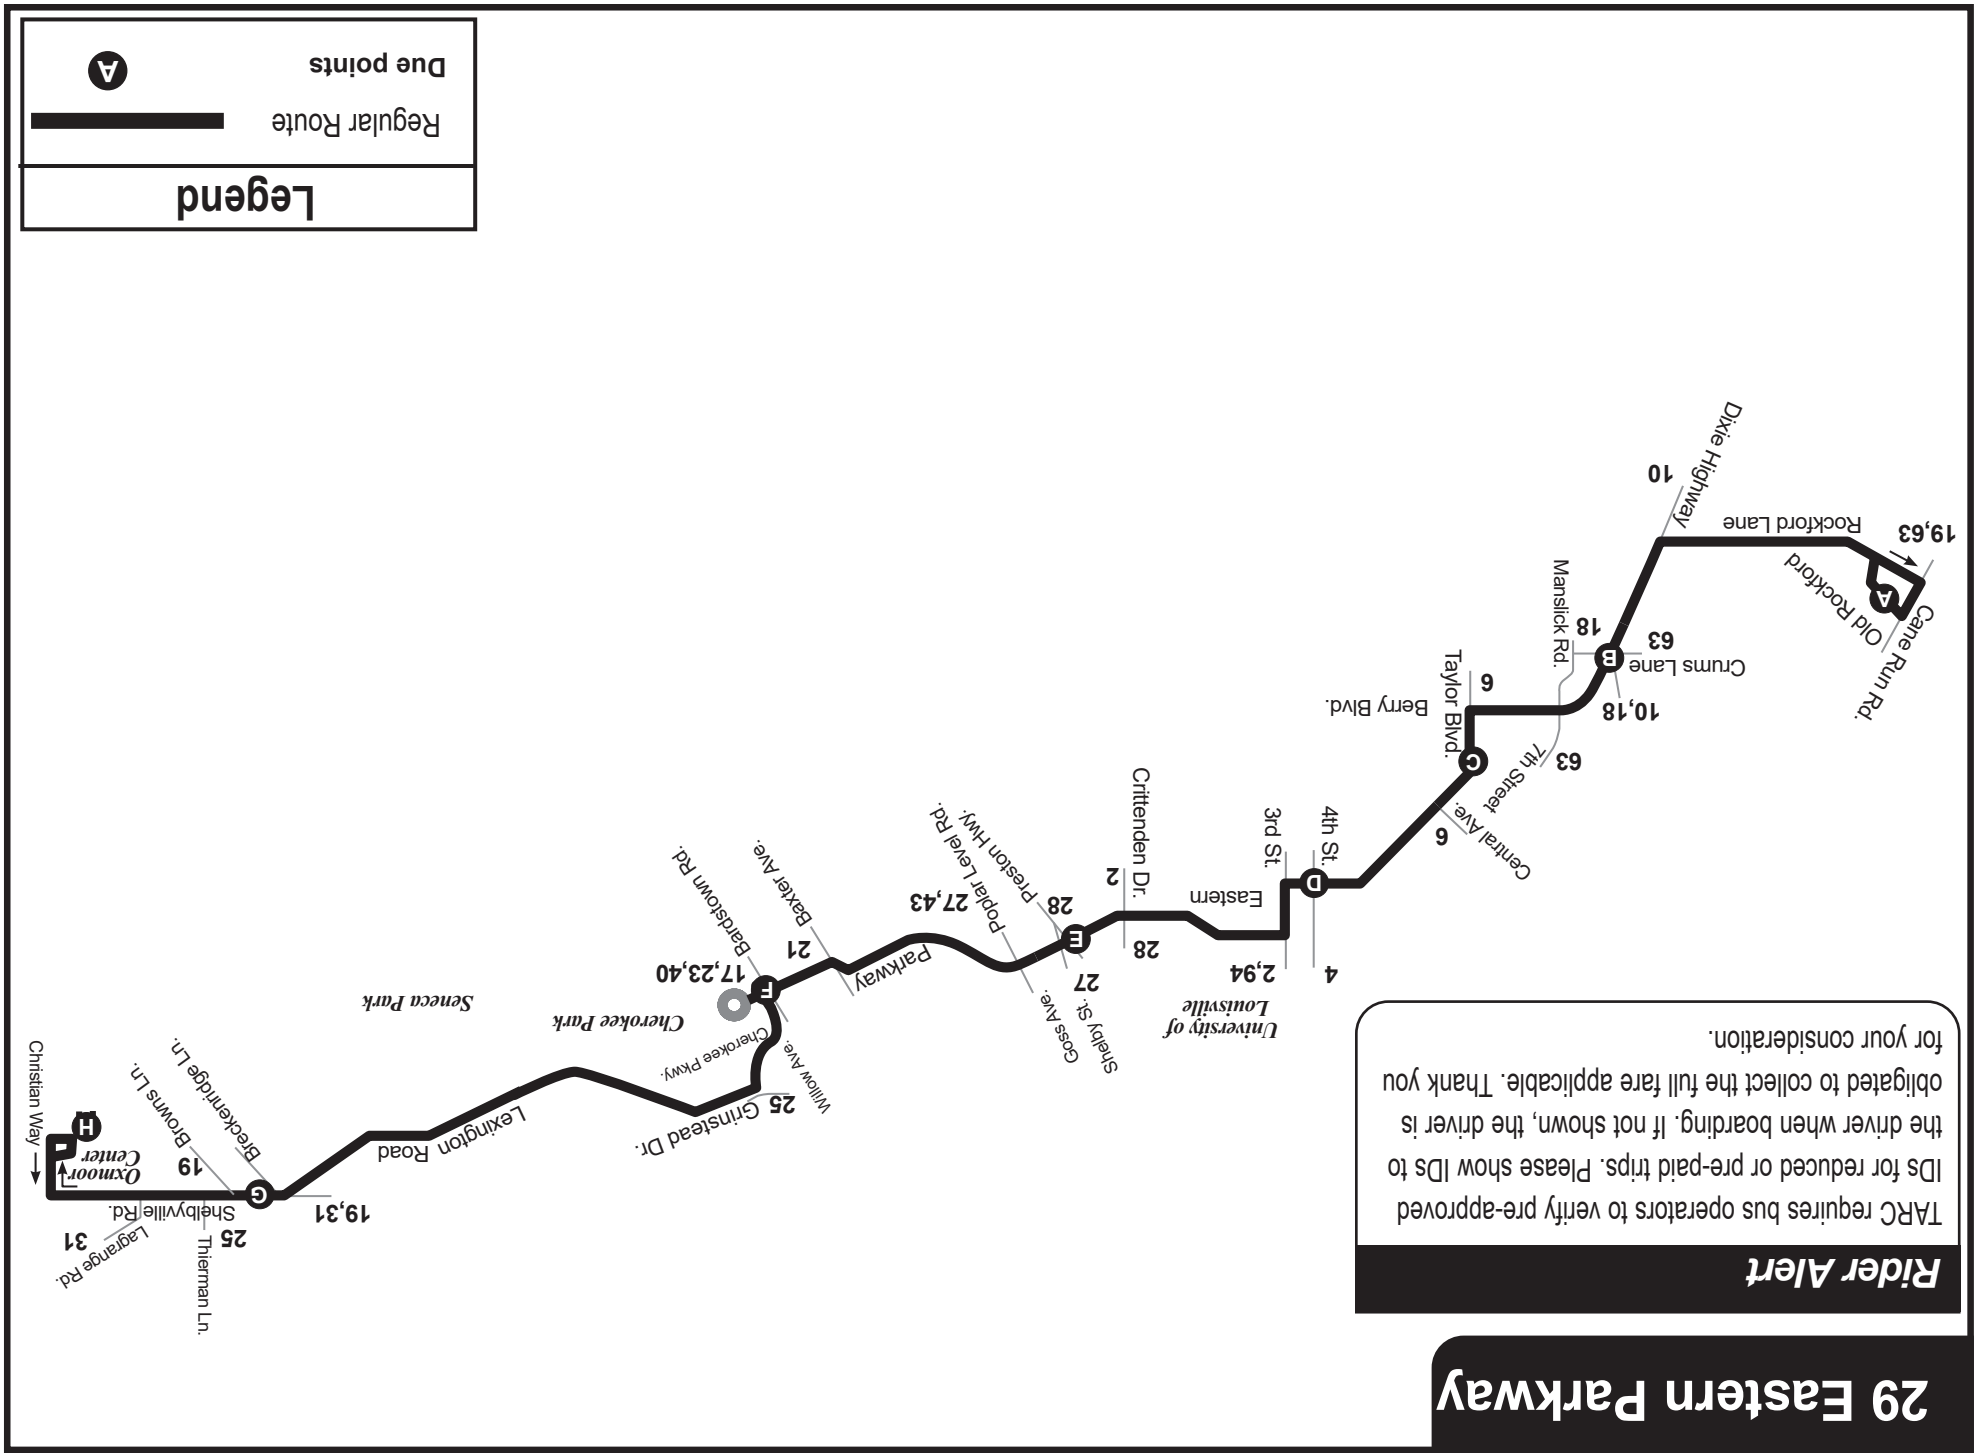 29 Eastern Parkway
Rider Alert
TARC requires bus operators to verify pre-approved
IDs for reduced or pre-paid trips. Please show IDs to
the driver when boarding. If not shown, the driver is
obligated to collect the full fare applicable. Thank you
for your consideration.
Thierman Ln.
Lagrange Rd.
31
25
Shelbyville Rd.
19,31
G
19
Browns Ln.
Breckenridge Ln.
Oxmoor
Center
H
Christian Way
Lexington
Road
Grinstead Dr.
25
Willow Ave.
Cherokee Pkwy.
Cherokee Park
Seneca Park
17,23,40
F
Bardstown Rd.
21
Baxter Ave.
Parkway
27,43
Goss Ave.
Shelby St.
27
E
28
Poplar Level Rd.
Preston Hwy.
University of
Louisville
28
2
Crittenden Dr.
Eastern
2,94
4
D
3rd St.
4th St.
6
Central Ave.
C
7th Street
63
Taylor Blvd.
Berry Blvd.
6
10,18
B
Crums Lane
63
18
Manslick Rd.
Cane Run Rd.
Old Rockford
A
19,63
Rockford Lane
10
Dixie Highway
Legend
Regular Route
Due points
A